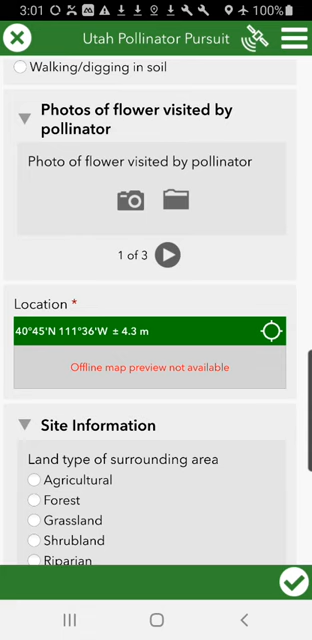 3:01
100%
Utah Pollinator Pursuit
Walking/digging in soil
Photos of flower visited by
pollinator
Photo of flower visited by pollinator
1 of 3
Location *
40°45'N 111°36'W ± 4.3 m
Offline map preview not available
Site Information
Land type of surrounding area
Agricultural
Forest
Grassland
Shrubland
Riparian